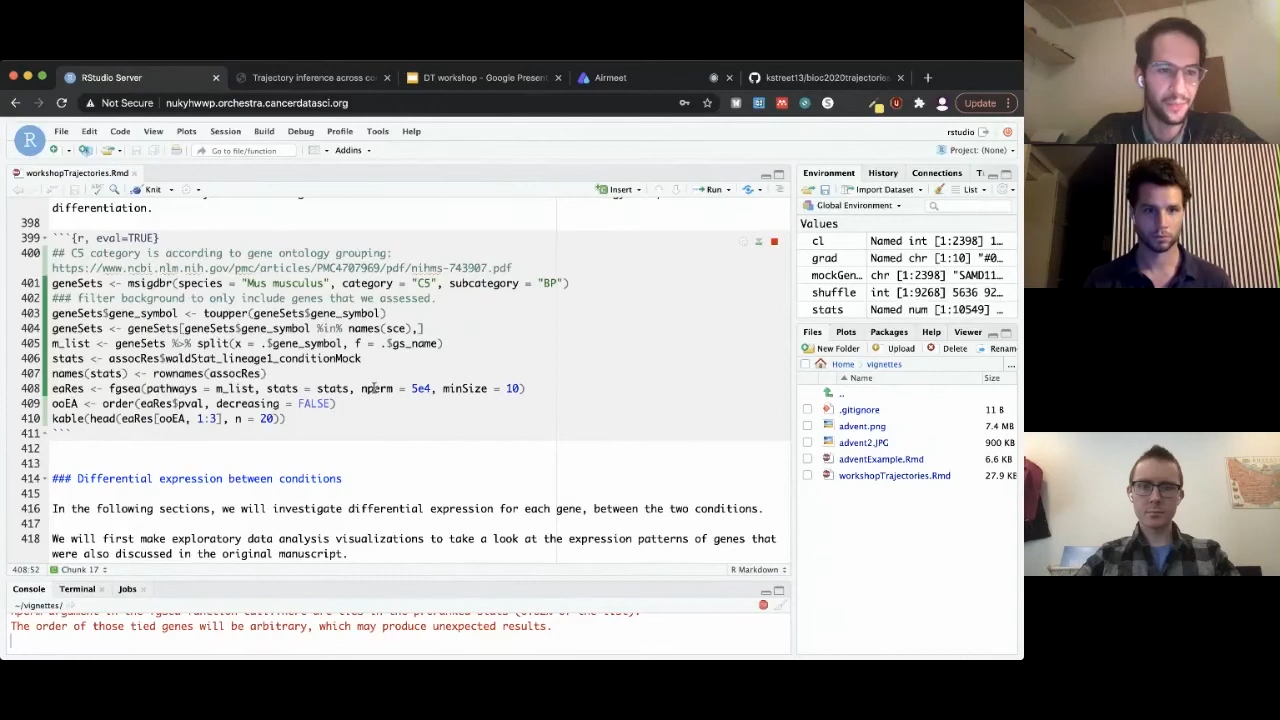 RStudio Server
Trajectory inference across co
DT workshop - Google Present
Airmeet
kstreet13/bioc2020trajectories
Not Secure
nukyhwwp.orchestra.cancerdatasci.org
Update
File Edit Code View Plots Session Build Debug Profile Tools Help
rstudio
Go to file/function
Addins
Project: (None)
workshopTrajectories.Rmd
Knit
Insert
Run
differentiation.
398
399 ```{r, eval=TRUE}
400 ## C5 category is according to gene ontology grouping:
https://www.ncbi.nlm.nih.gov/pmc/articles/PMC4707969/pdf/nihms-743907.pdf
401 geneSets <- msigdbr(species = "Mus musculus", category = "C5", subcategory = "BP")
402 ### filter background to only include genes that we assessed.
403 geneSets$gene_symbol <- toupper(geneSets$gene_symbol)
404 geneSets <- geneSets[geneSets$gene_symbol %in% names(sce),]
405 m_list <- geneSets %>% split(x = .$gene_symbol, f = .$gs_name)
406 stats <- assocRes$waldStat_lineage1_conditionMock
407 names(stats) <- rownames(assocRes)
408 eaRes <- fgsea(pathways = m_list, stats = stats, nperm = 5e4, minSize = 10)
409 ooEA <- order(eaRes$pval, decreasing = FALSE)
410 kable(head(eaRes[ooEA, 1:3], n = 20))
411 ```
412
413
414 ### Differential expression between conditions
415
416 In the following sections, we will investigate differential expression for each gene, between the two conditions.
417
418 We will first make exploratory data analysis visualizations to take a look at the expression patterns of genes that
were also discussed in the original manuscript.
408:52
Chunk 17
R Markdown
Console Terminal Jobs
~/vignettes/
The order of those tied genes will be arbitrary, which may produce unexpected results.
Environment History Connections
Import Dataset
List
Global Environment
Values
cl Named int [1:2398] 1…
grad Named chr [1:10] "#0…
mockGen… chr [1:2398] "SAMD11…
shuffle int [1:9268] 5636 92…
stats Named num [1:10549] …
Files Plots Packages Help Viewer
New Folder Upload Delete Renam
Home vignettes
...
Name Size
..
.gitignore 11 B
advent.png 7.4 MB
advent2.JPG 900 KB
adventExample.Rmd 6.6 KB
workshopTrajectories.Rmd 27.9 KB